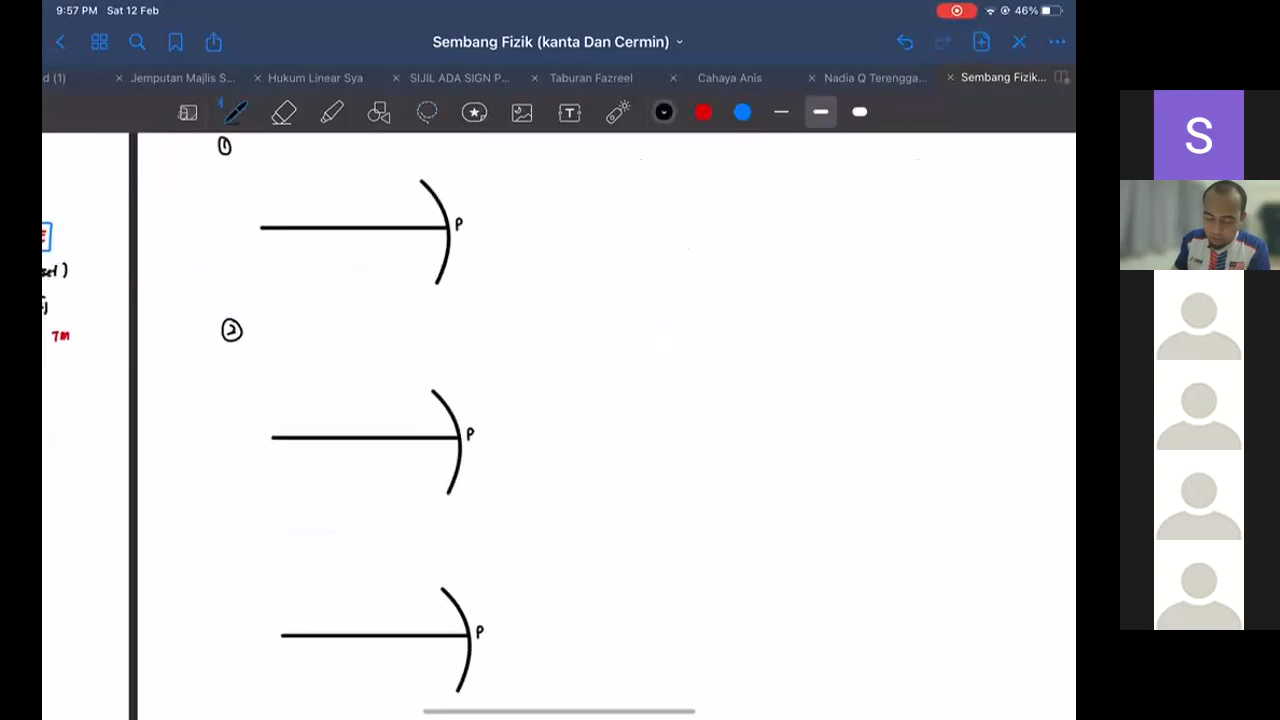 9:57 PM Sat 12 Feb
46%
Sembang Fizik (kanta Dan Cermin)
d (1)
Jemputan Majlis S...
Hukum Linear Sya
SIJIL ADA SIGN P...
Taburan Fazreel
Cahaya Anis
Nadia Q Terengga...
Sembang Fizik...
T
1
P
S
2
P
7m
P